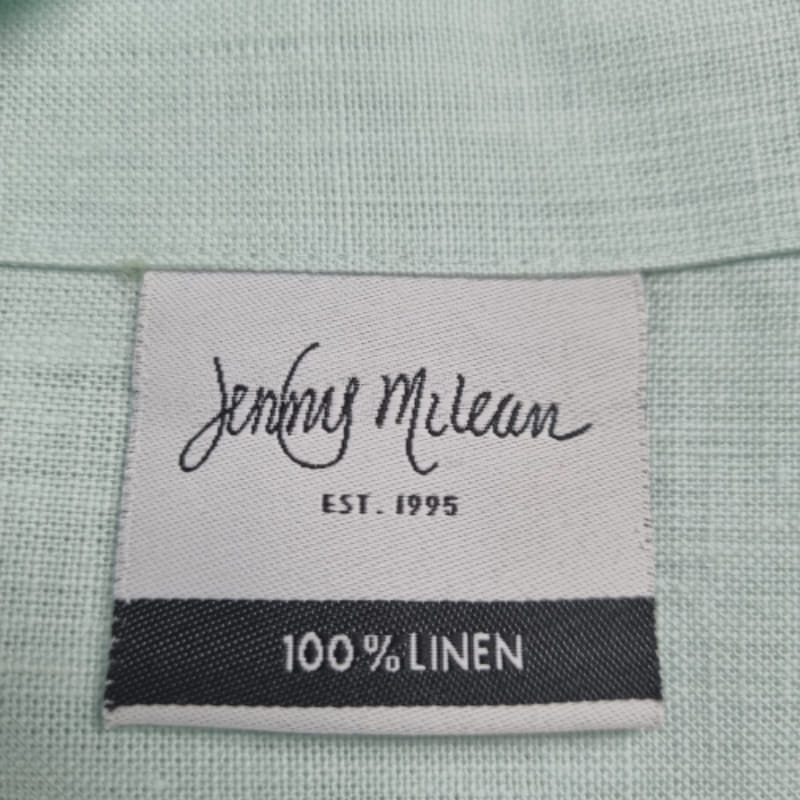 Jenny McLean
EST. 1995
100% LINEN